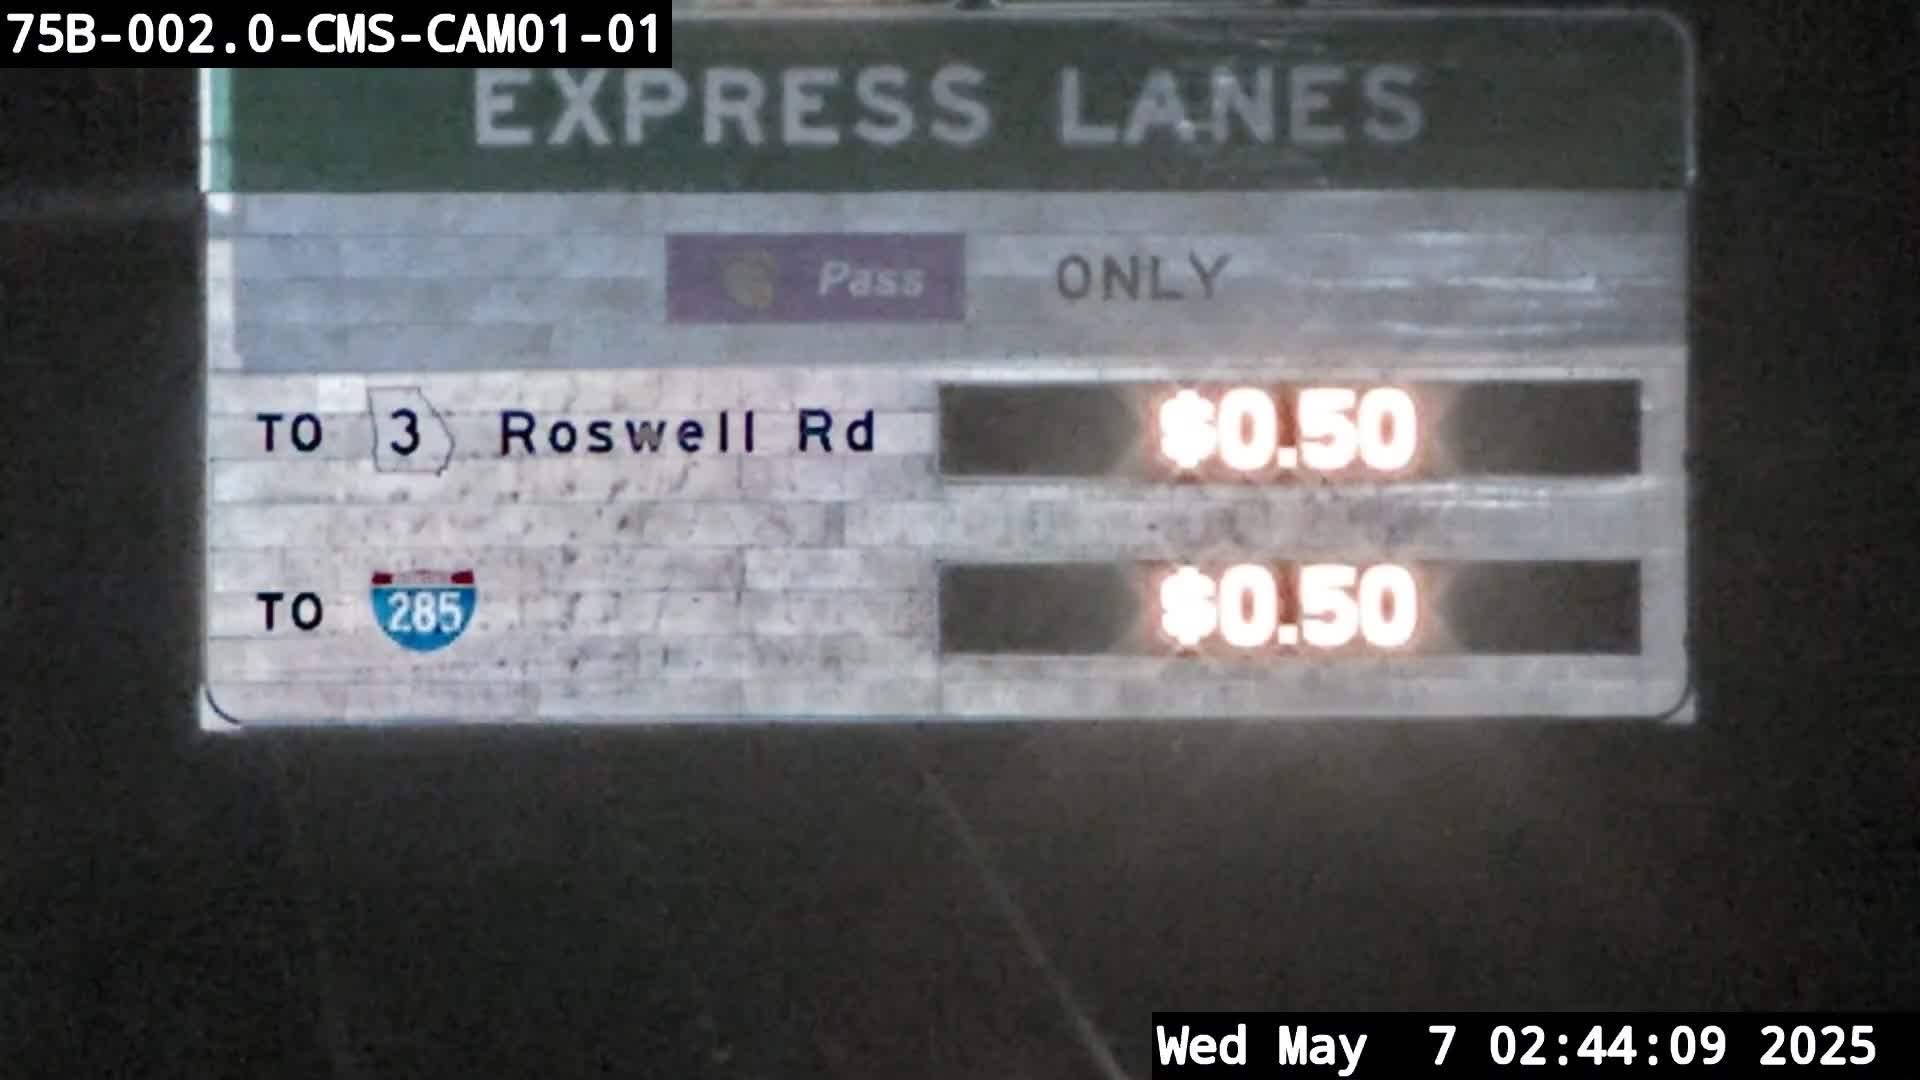 75B-002.0-CMS-CAM01-01
EXPRESS LANES
Pass ONLY
TO 3 Roswell Rd $0.50
TO 285 $0.50
Wed May 7 02:44:09 2025